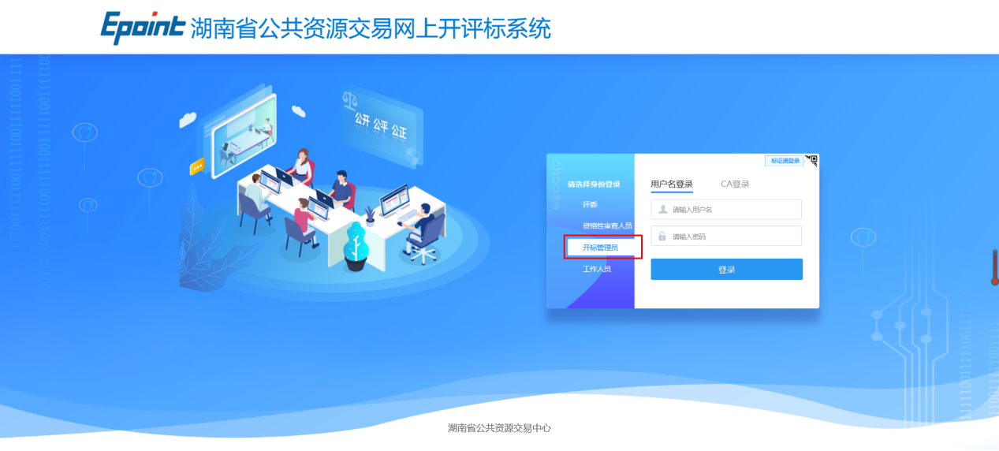 Epoint 湖南省公共资源交易网上开评标系统
公开 公平 公正
choose
标证通登录
请选择身份登录
用户名登录
CA登录
评委
请输入用户名
资格性审查人员
请输入密码
开标管理员
工作人员
登录
湖南省公共资源交易中心